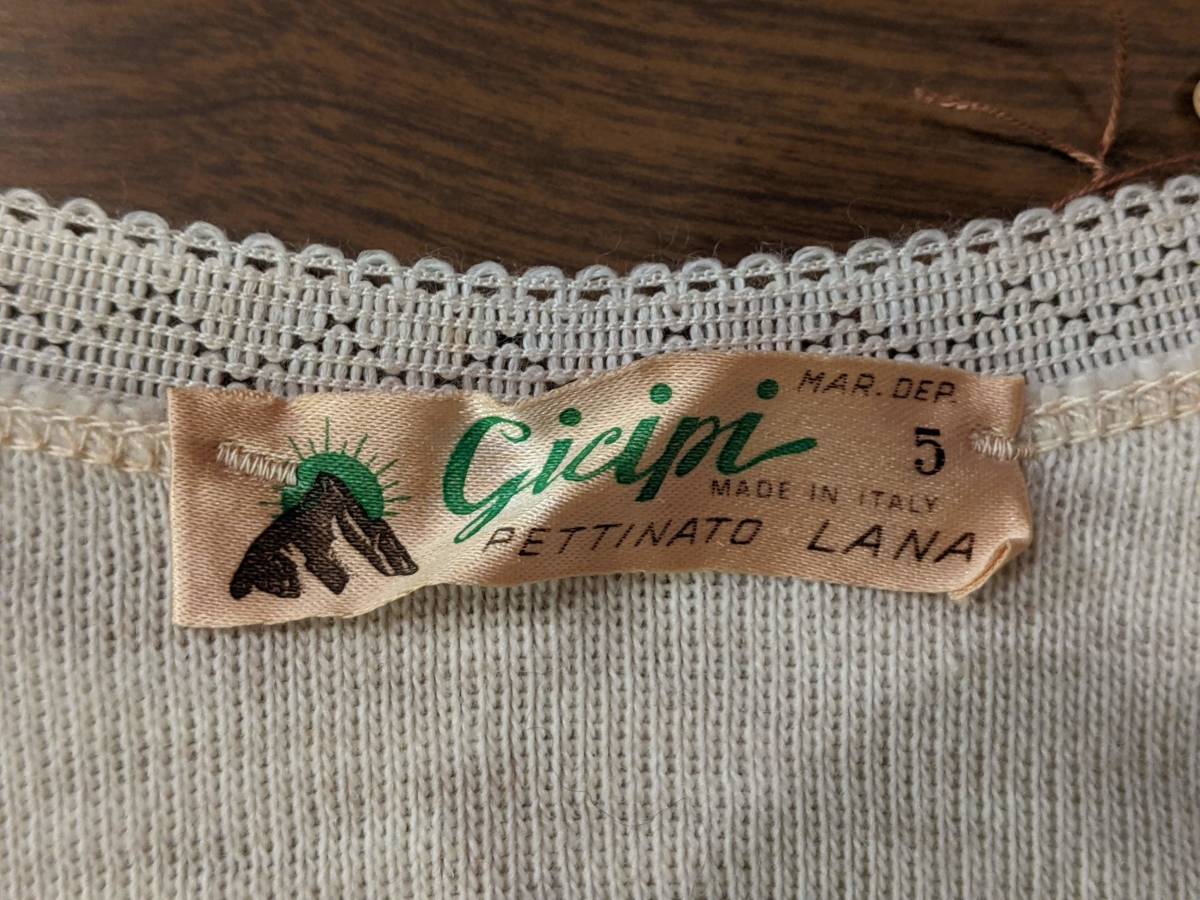 MAR. DEP.
Gicipi 5
MADE IN ITALY
PETTINATO LANA